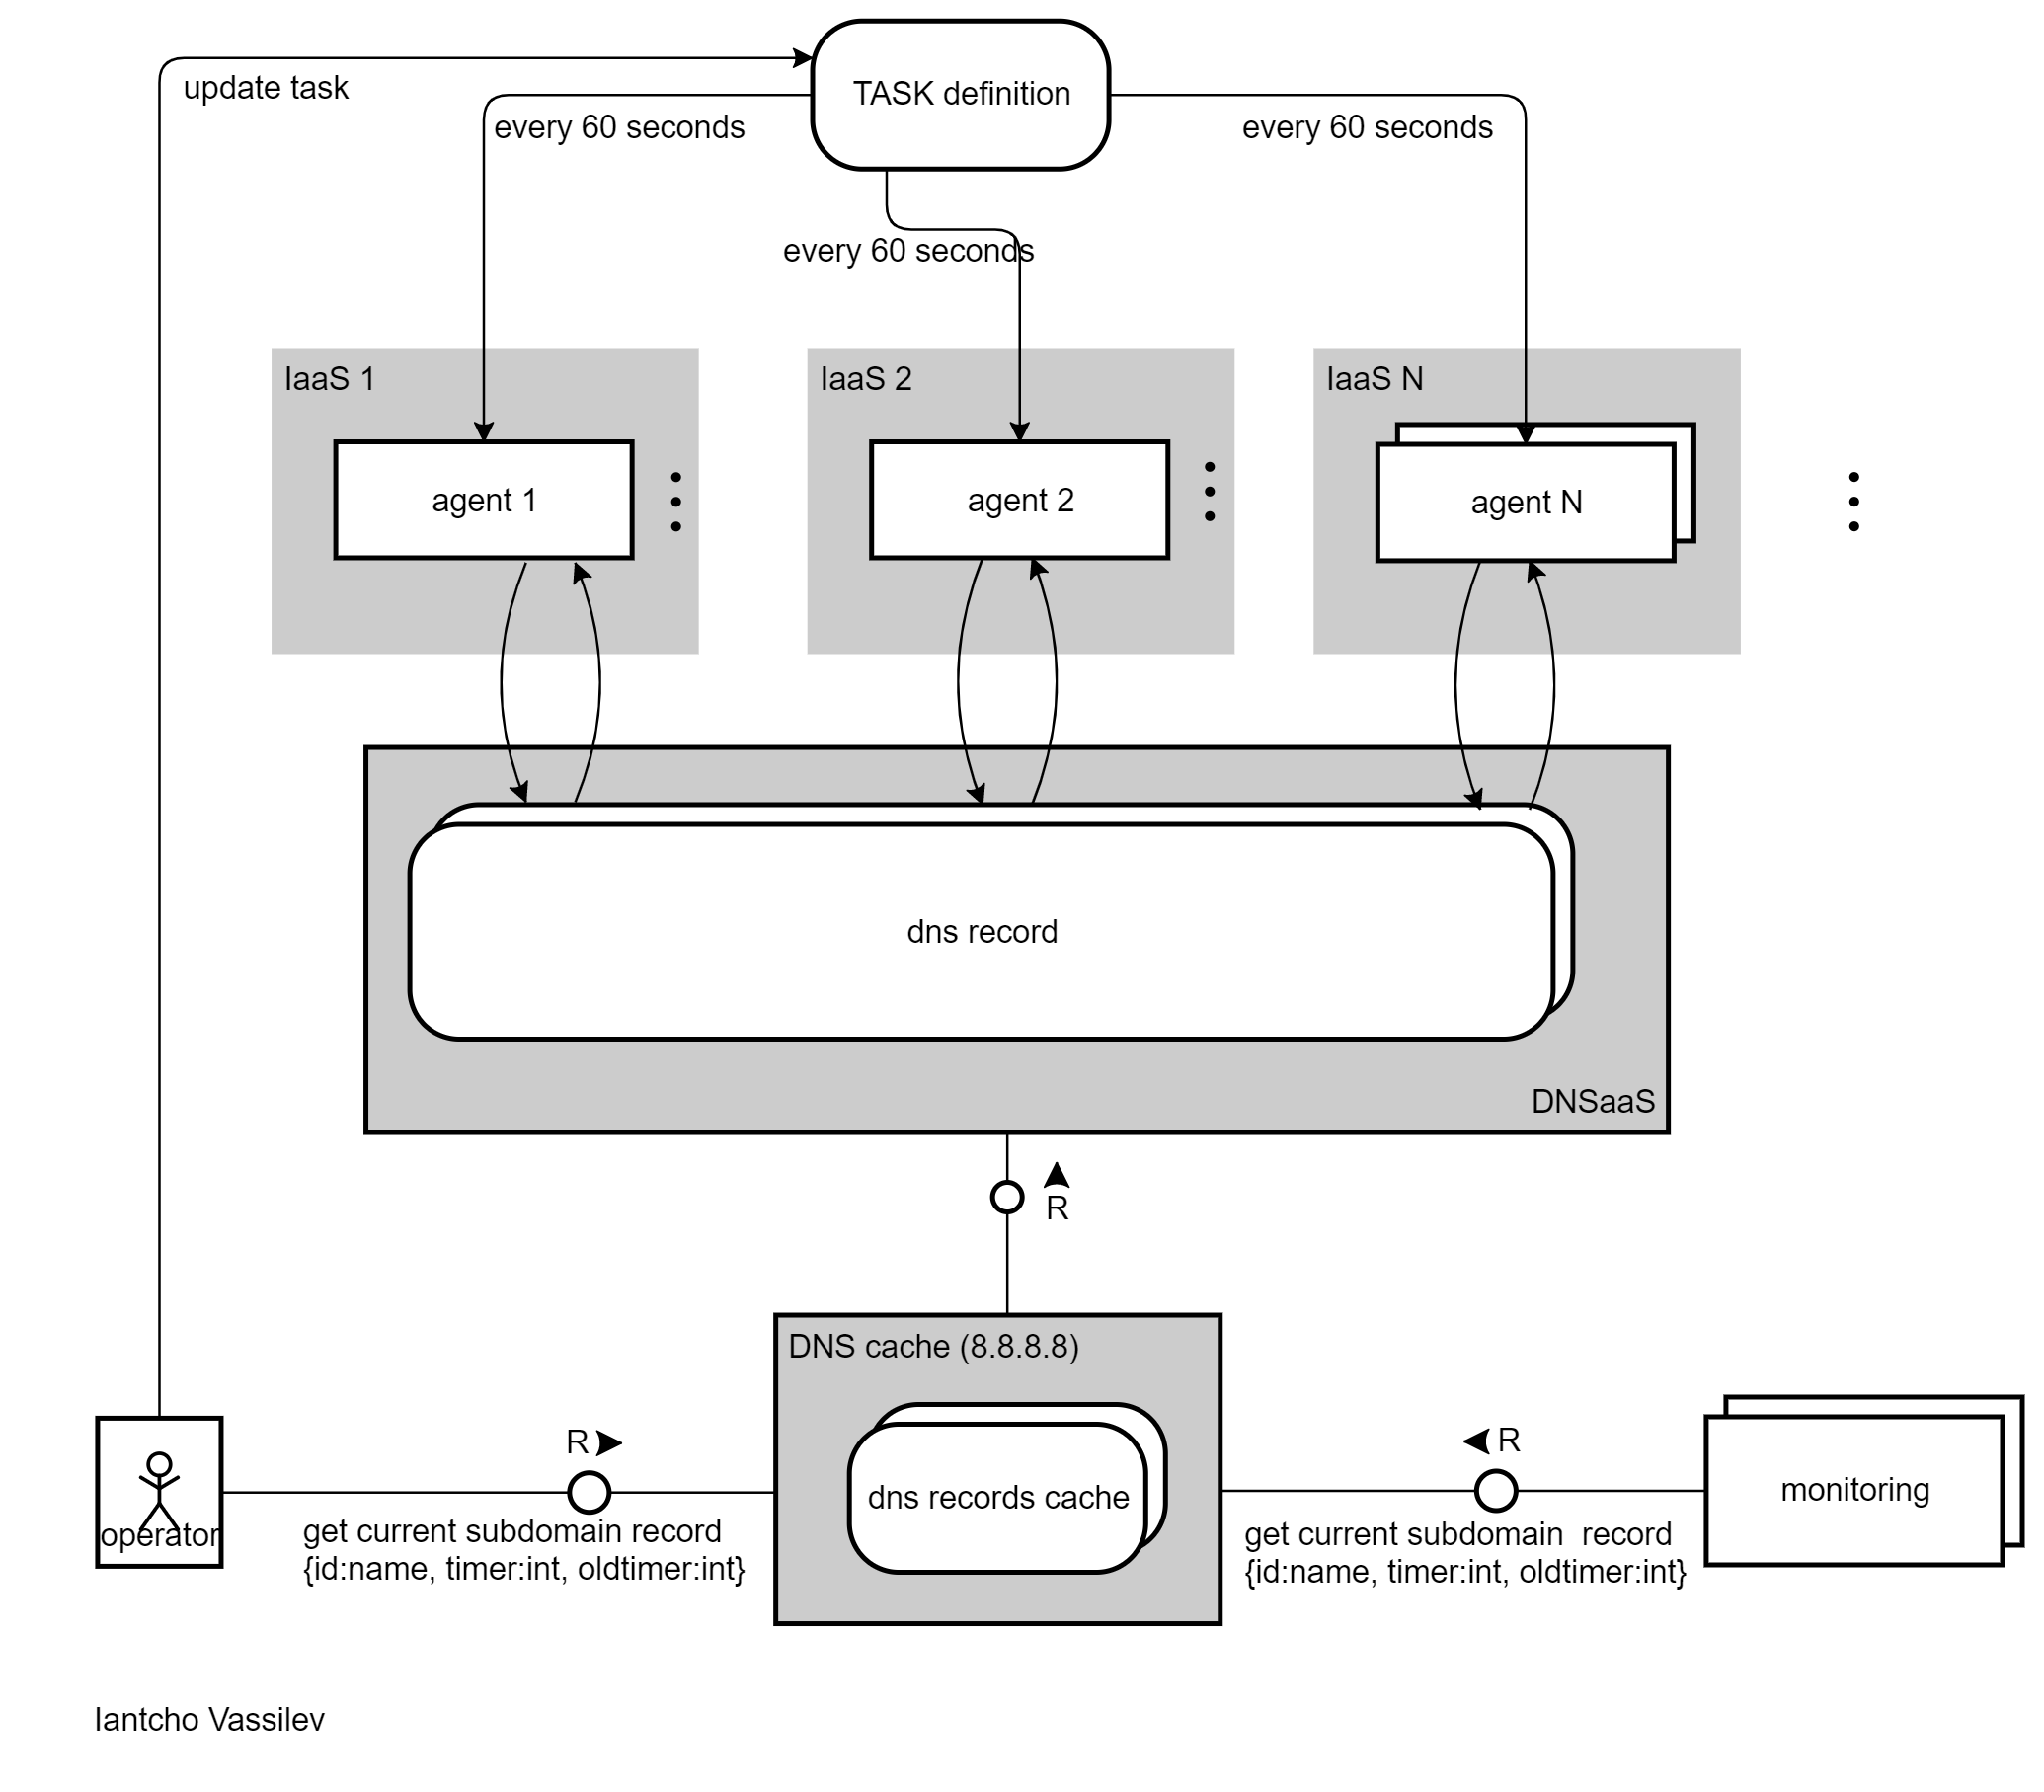 TASK definition
update task
every 60 seconds
every 60 seconds
every 60 seconds
IaaS 1
IaaS 2
IaaS N
agent 1
agent 2
agent N
dns record
DNSaaS
R
DNS cache (8.8.8.8)
R
R
dns records cache
monitoring
operator
get current subdomain record
{id:name, timer:int, oldtimer:int}
get current subdomain  record
{id:name, timer:int, oldtimer:int}
Iantcho Vassilev